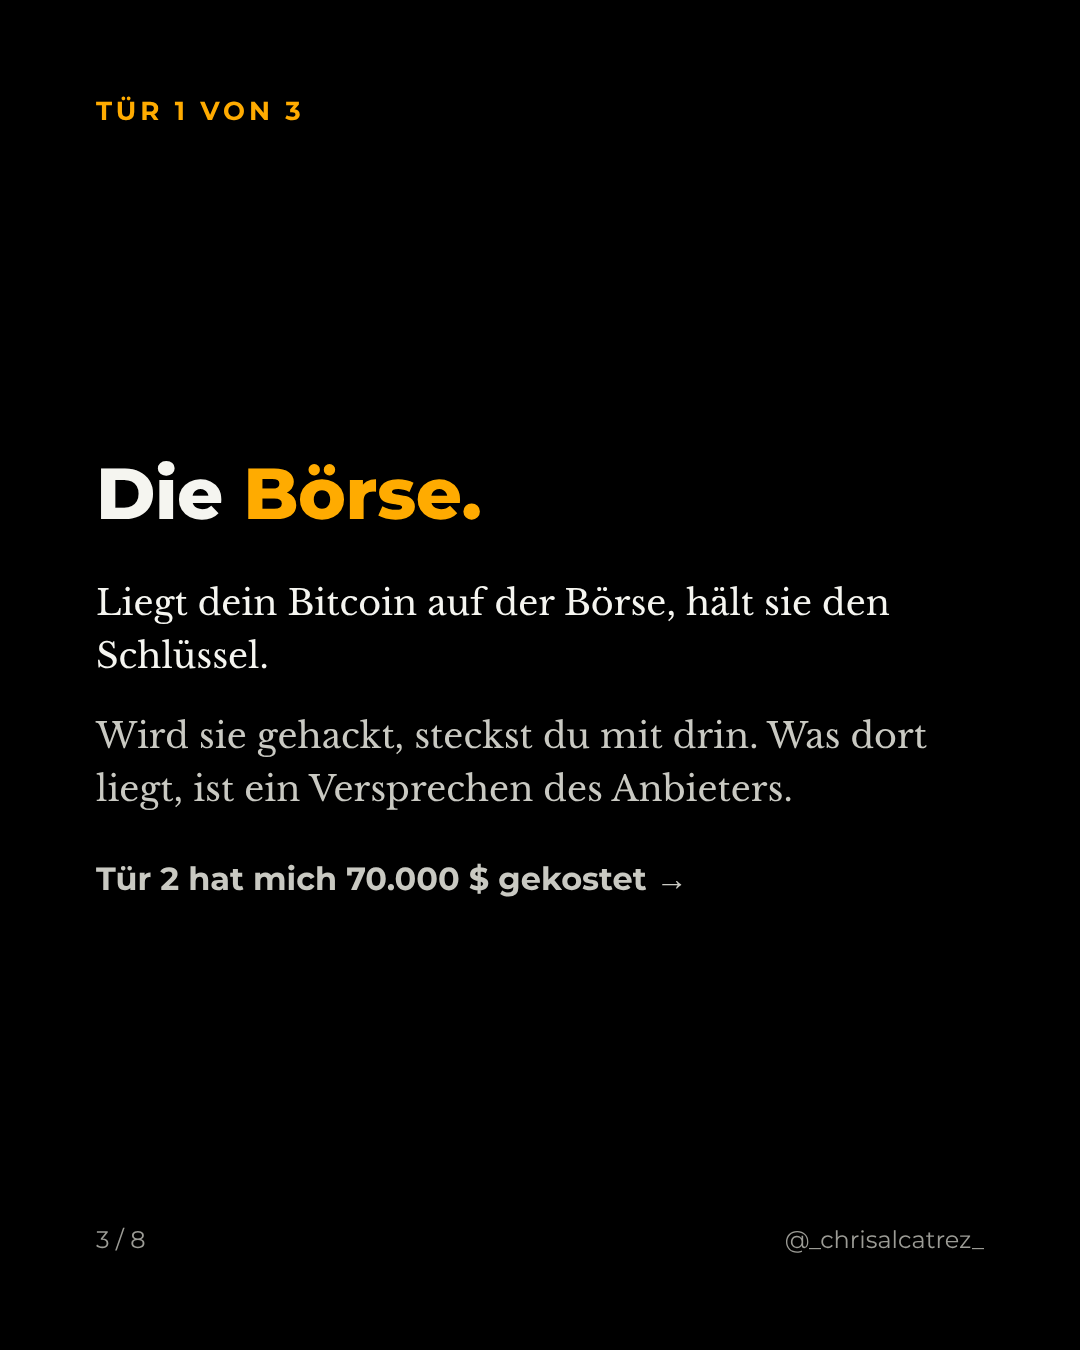 TÜR 1 VON 3
Die Börse.
Liegt dein Bitcoin auf der Börse, hält sie den
Schlüssel.
Wird sie gehackt, steckst du mit drin. Was dort
liegt, ist ein Versprechen des Anbieters.
Tür 2 hat mich 70.000 $ gekostet →
3 / 8
@_chrisalcatrez_